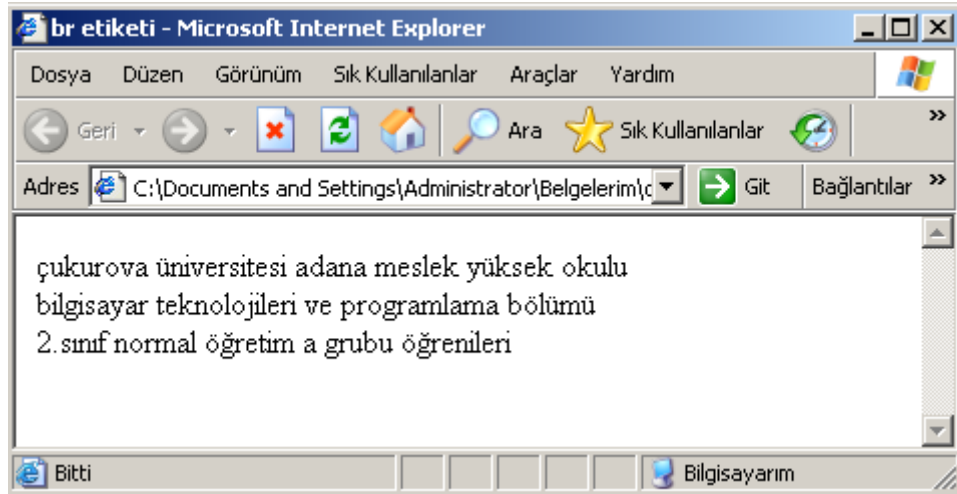 br etiketi - Microsoft Internet Explorer
Dosya Düzen Görünüm Sık Kullanılanlar Araçlar Yardım
Geri Ara Sık Kullanılanlar »
Adres C:\Documents and Settings\Administrator\Belgelerim\ Git Bağlantılar »
çukurova üniversitesi adana meslek yüksek okulu
bilgisayar teknolojileri ve programlama bölümü
2.sınıf normal öğretim a grubu öğrenileri
Bitti Bilgisayarım